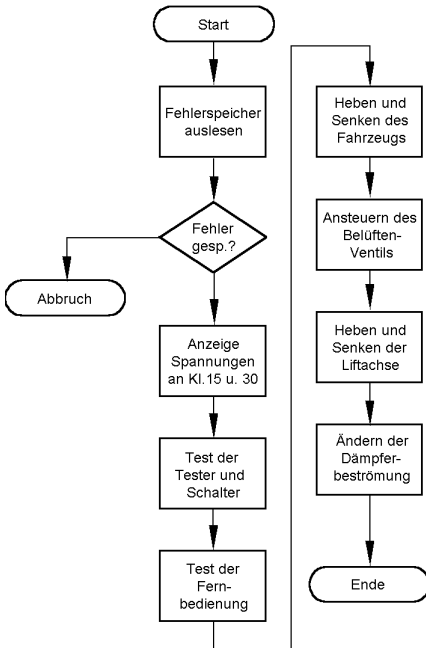 Start
Fehlerspeicher
auslesen
Fehler
gesp.?
Abbruch
Anzeige
Spannungen
an Kl.15 u. 30
Test der
Tester und
Schalter
Test der
Fern-
bedienung
Heben und
Senken des
Fahrzeugs
Ansteuern des
Belüften-
Ventils
Heben und
Senken der
Liftachse
Ändern der
Dämpfer-
beströmung
Ende